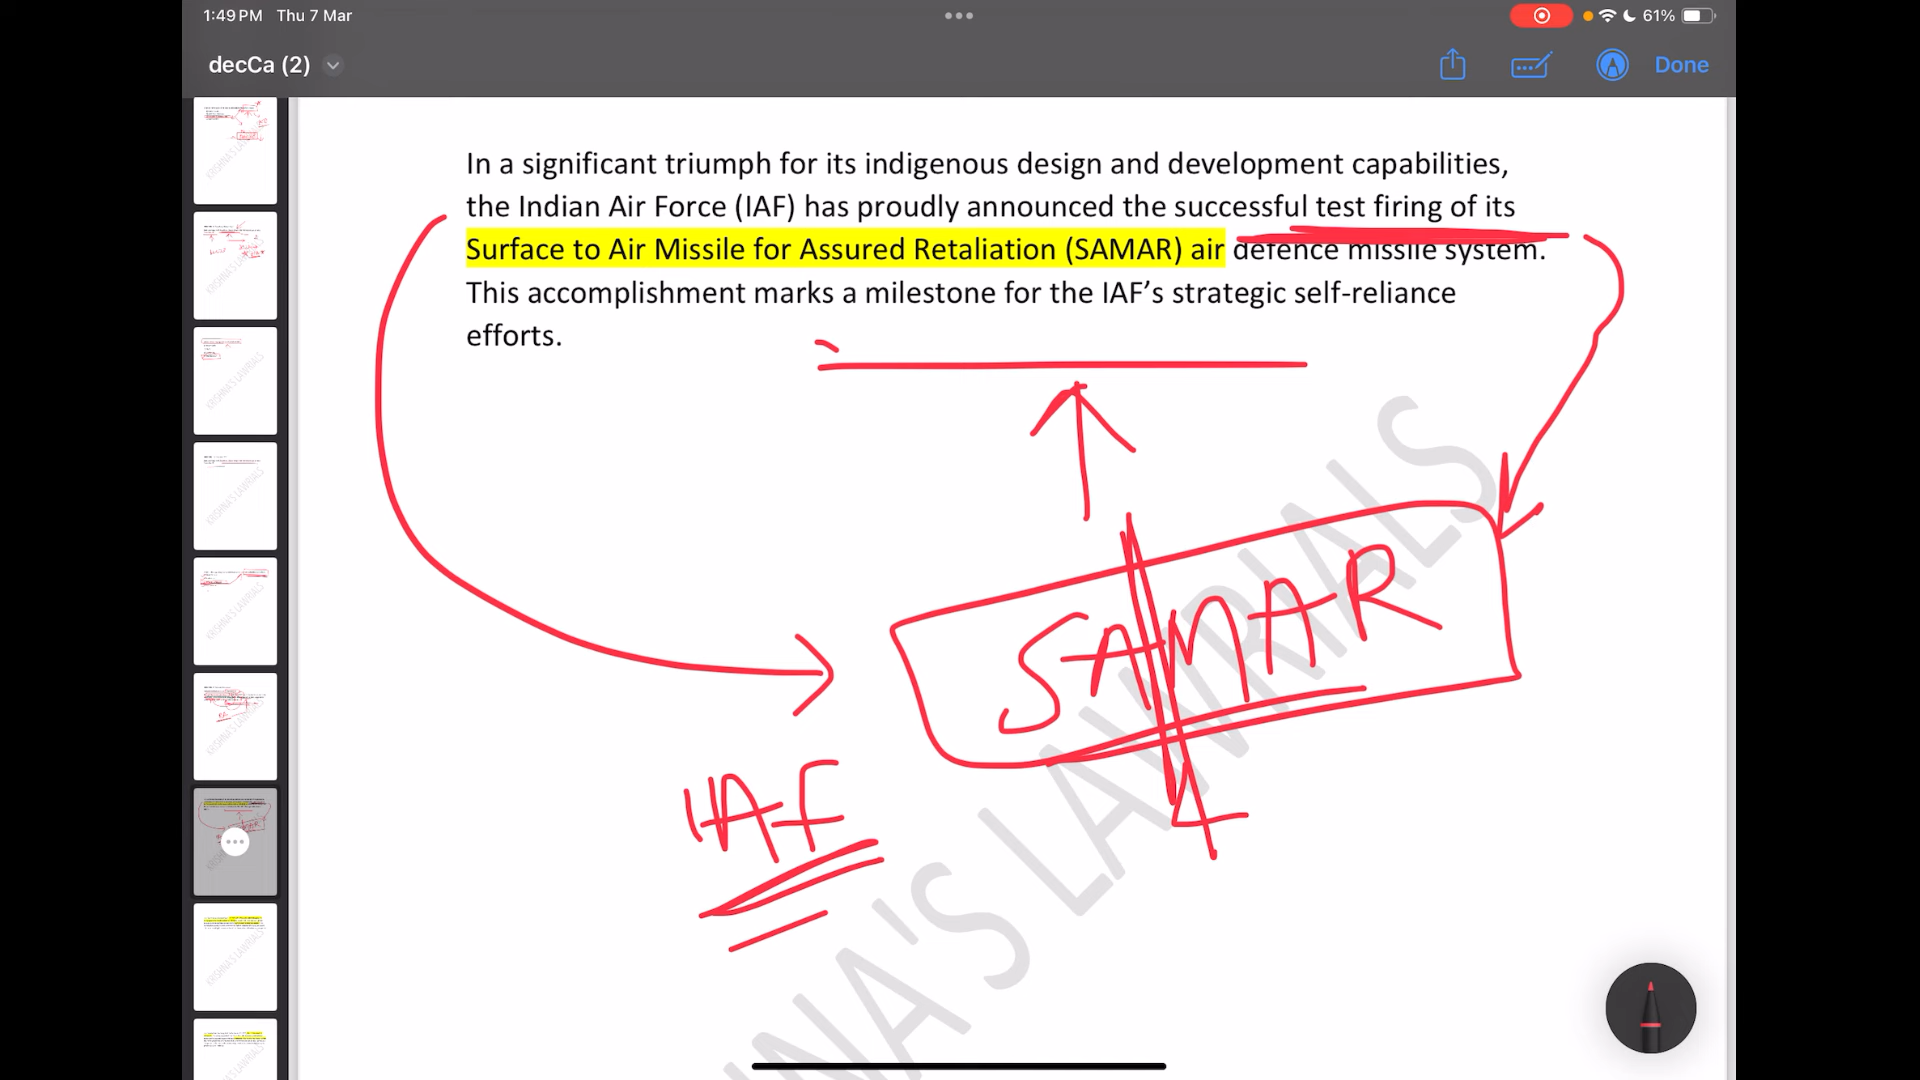 1:49 PM Thu 7 Mar
61%
decCa (2)
Done
In a significant triumph for its indigenous design and development capabilities,
the Indian Air Force (IAF) has proudly announced the successful test firing of its
Surface to Air Missile for Assured Retaliation (SAMAR) air defence missile system.
This accomplishment marks a milestone for the IAF’s strategic self-reliance
efforts.
SAMAR
IAF
NNA'S LAWRIALS